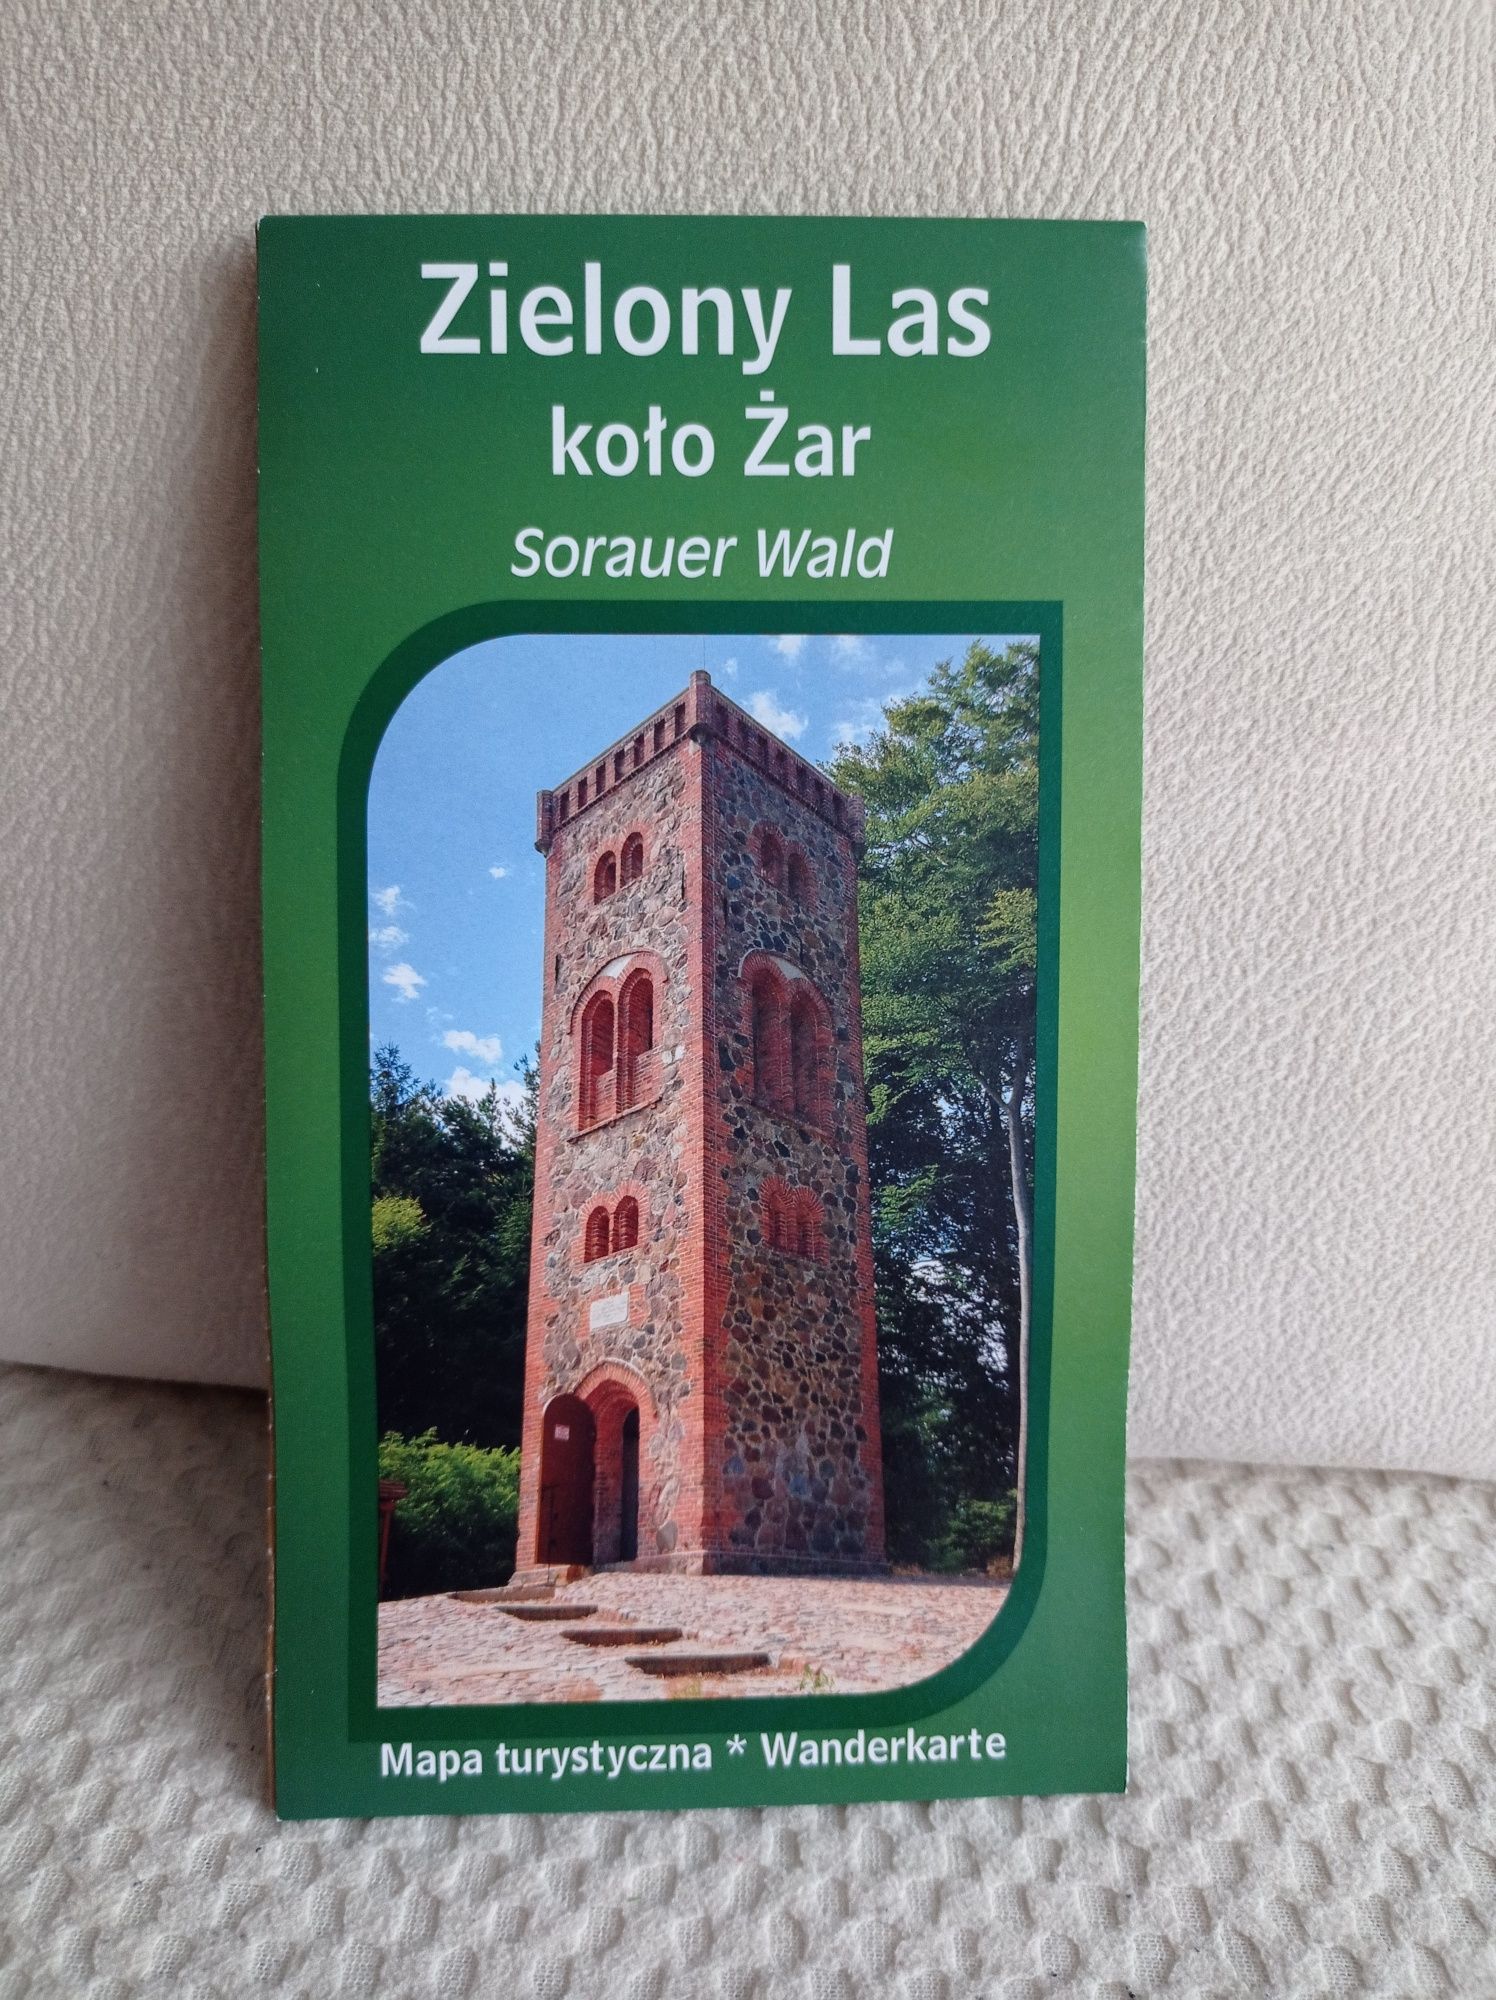 Zielony Las
koło Żar
Sorauer Wald
Mapa turystyczna * Wanderkarte